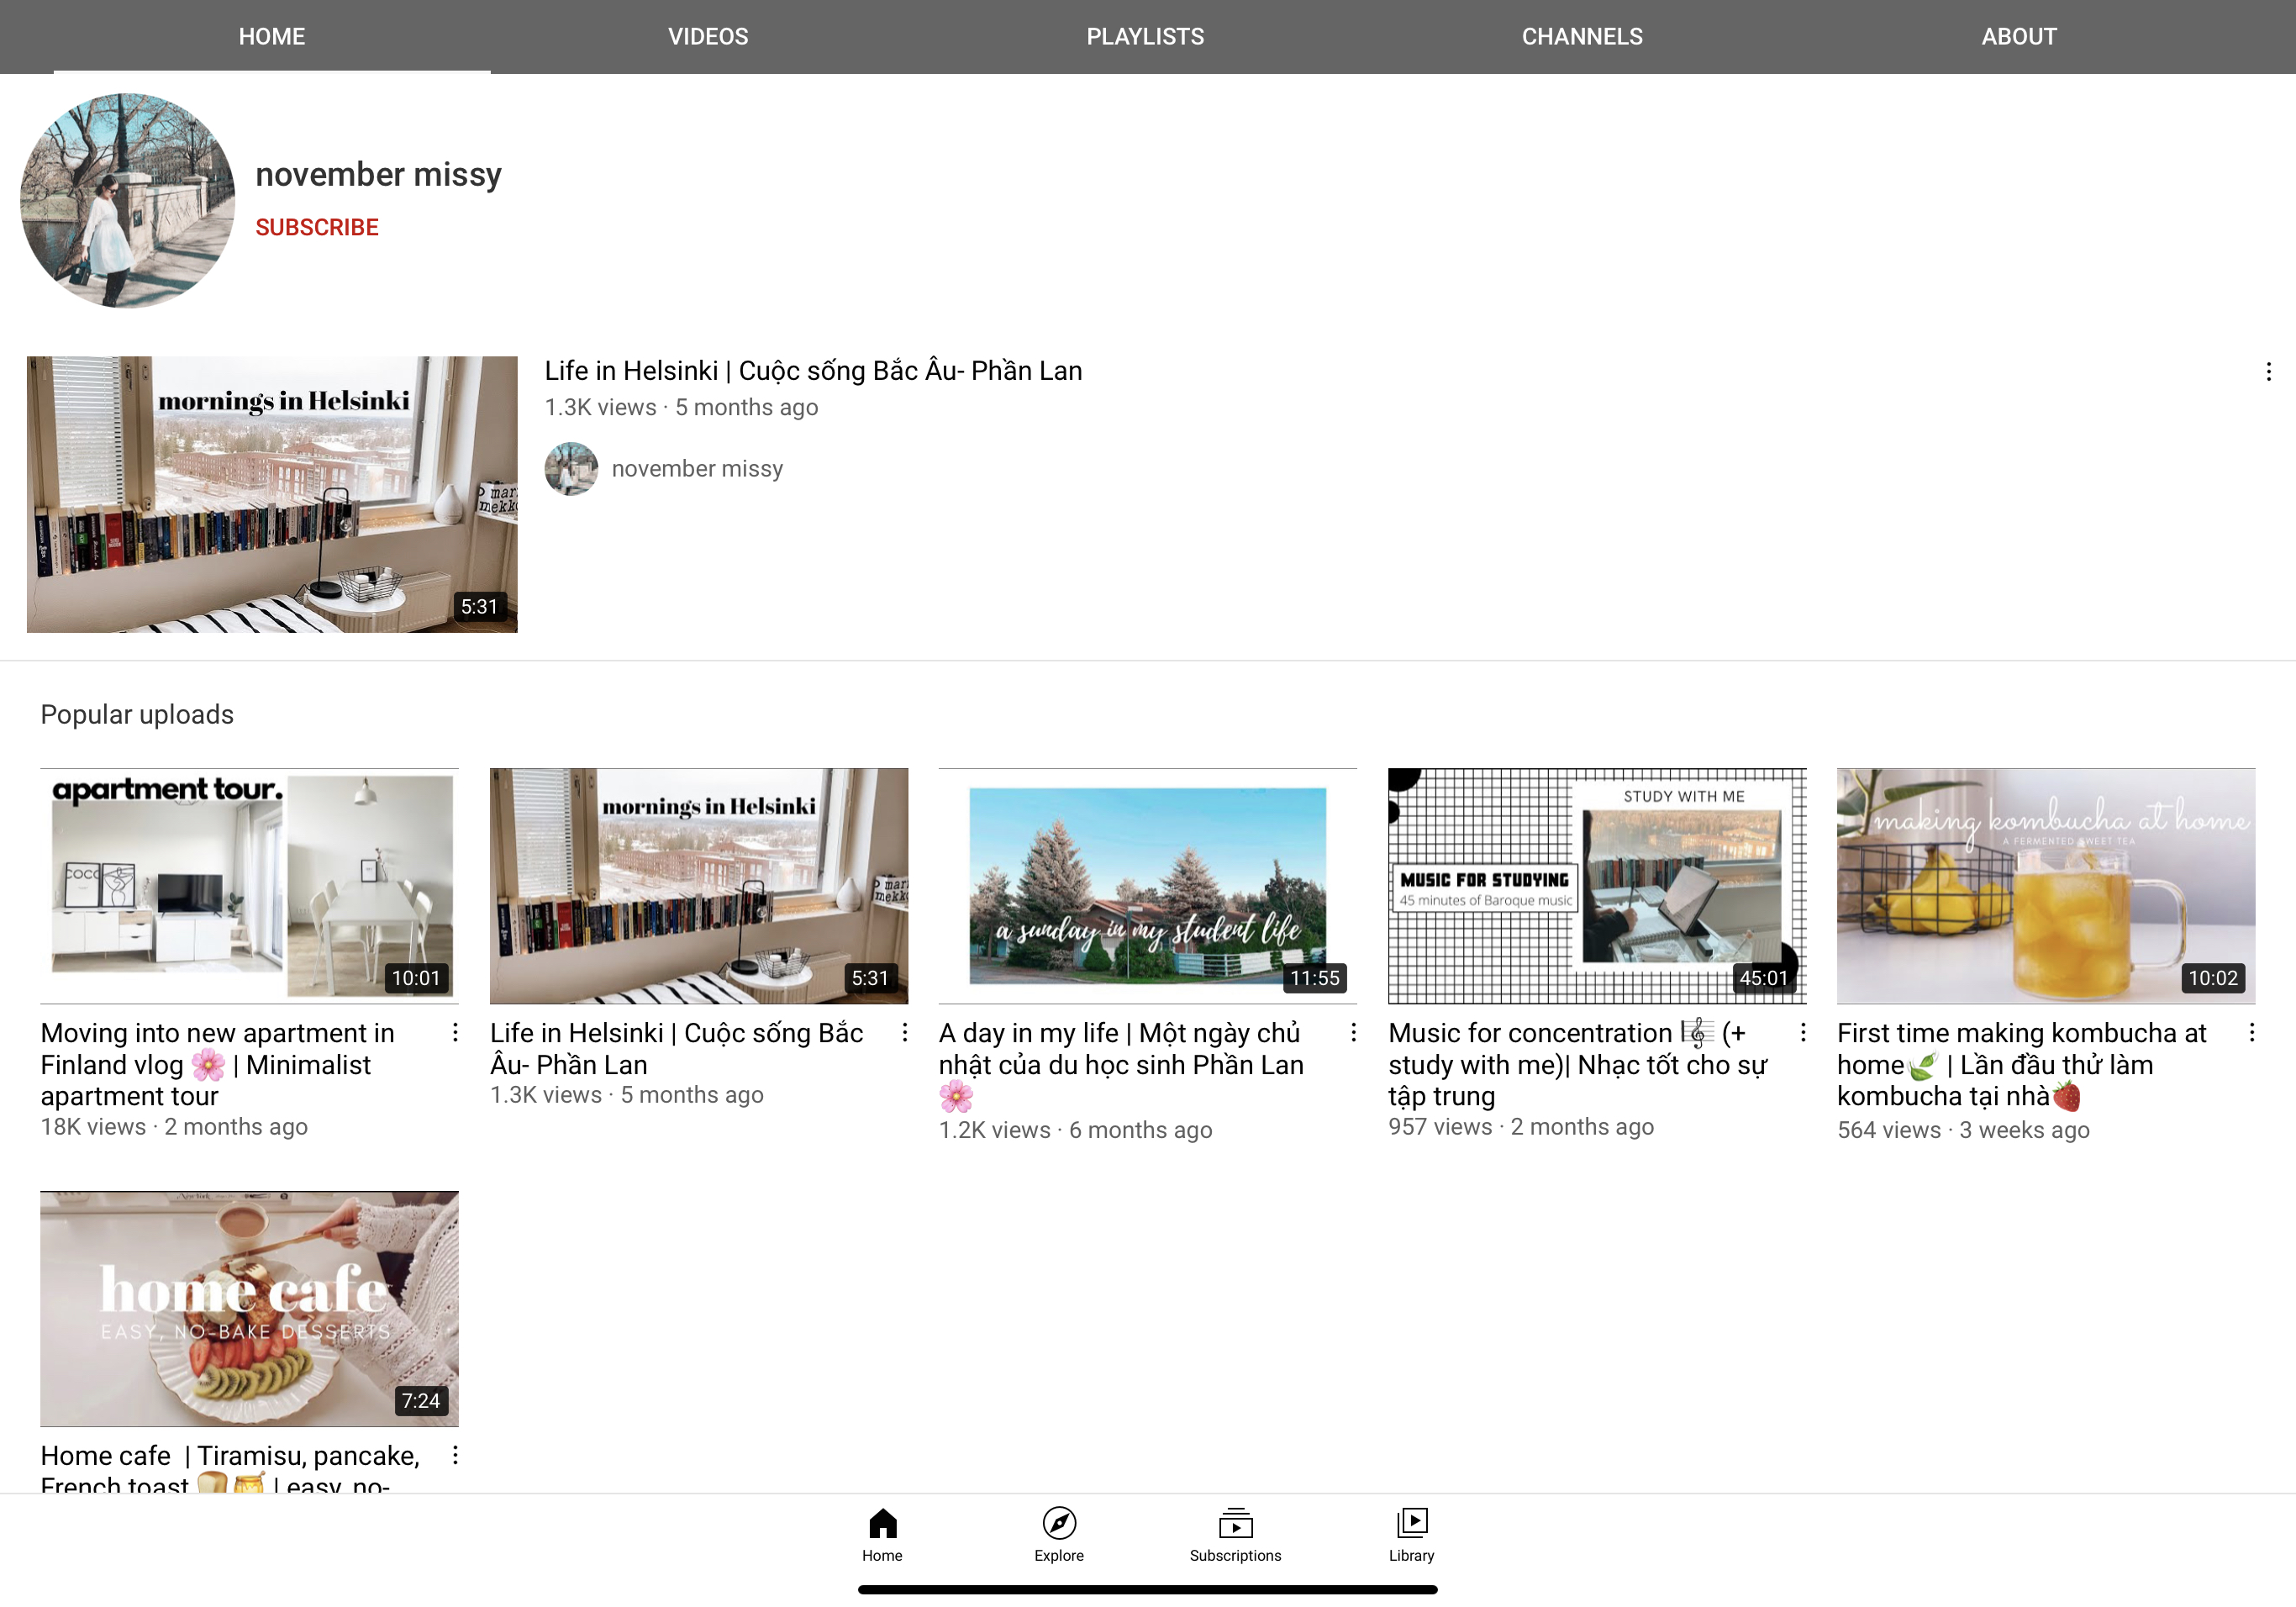 HOME VIDEOS PLAYLISTS CHANNELS ABOUT
november missy
SUBSCRIBE
mornings in Helsinki
mari
mekko
5:31
Life in Helsinki | Cuộc sống Bắc Âu- Phần Lan
1.3K views · 5 months ago
november missy
Popular uploads
apartment tour.
COCO
10:01
Moving into new apartment in
Finland vlog 🌸 | Minimalist
apartment tour
18K views · 2 months ago
mornings in Helsinki
mari
mekko
5:31
Life in Helsinki | Cuộc sống Bắc
Âu- Phần Lan
1.3K views · 5 months ago
a sunday in my student life
11:55
A day in my life | Một ngày chủ
nhật của du học sinh Phần Lan
🌸
1.2K views · 6 months ago
STUDY WITH ME
MUSIC FOR STUDYING
45 minutes of Baroque music
45:01
Music for concentration 🎼 (+
study with me)| Nhạc tốt cho sự
tập trung
957 views · 2 months ago
making kombucha at home
A FERMENTED SWEET TEA
10:02
First time making kombucha at
home🍃 | Lần đầu thử làm
kombucha tại nhà🍓
564 views · 3 weeks ago
home cafe
EASY, NO-BAKE DESSERTS
7:24
Home cafe | Tiramisu, pancake,
French toast 🍞🍯 | easy, no-
Home Explore Subscriptions Library